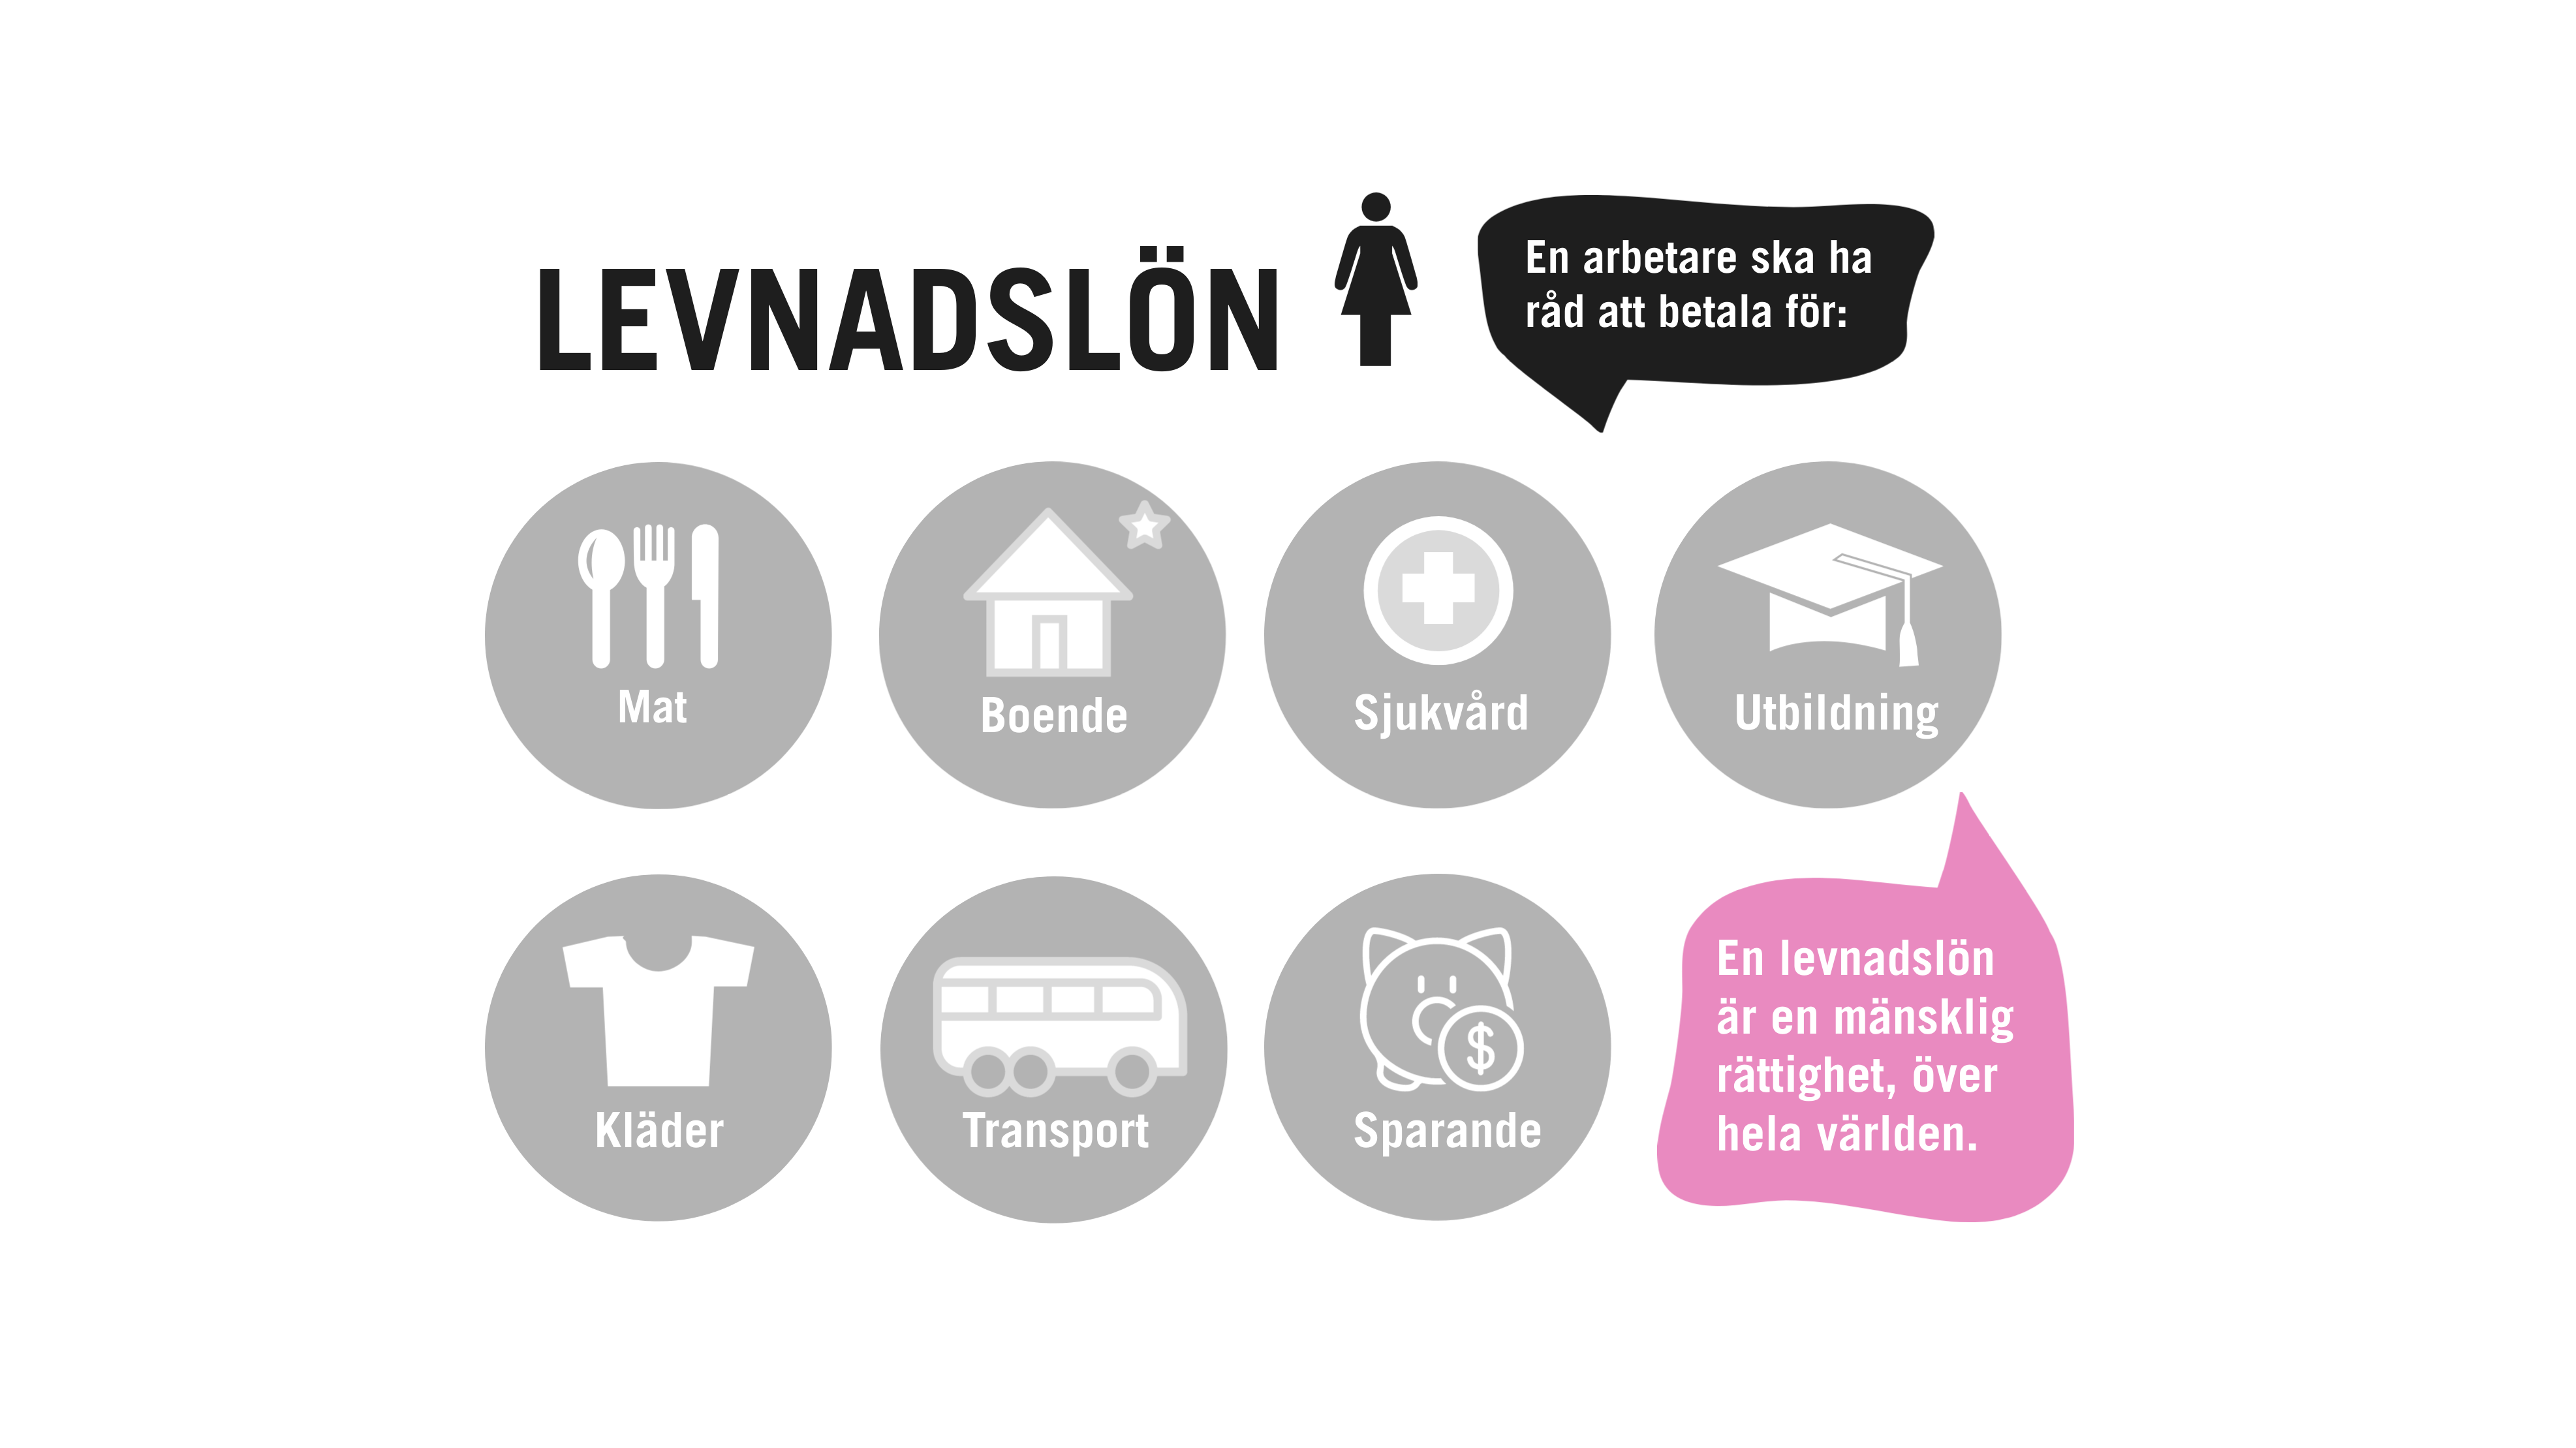 LEVNADSLÖN
En arbetare ska ha
råd att betala för:
Mat
Boende
Sjukvård
Utbildning
Kläder
Transport
$
Sparande
En levnadslön
är en mänsklig
rättighet, över
hela världen.